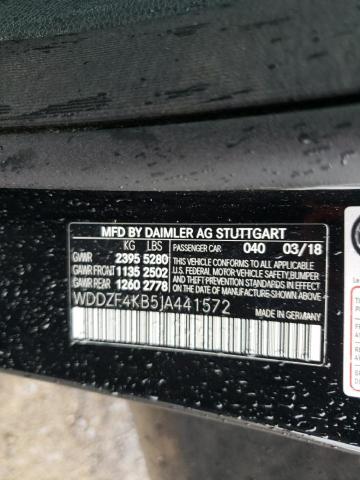 MFD BY DAIMLER AG STUTTGART
KG LBS PASSENGER CAR 040 03/18
GVWR 2395 5280 THIS VEHICLE CONFORMS TO ALL APPLICABLE
GAWR FRONT 1135 2502 U.S. FEDERAL MOTOR VEHICLE SAFETY, BUMPER
GAWR REAR 1260 2778 AND THEFT PREVENTION STANDARDS IN EFFECT
ON THE DATE OF MANUFACTURE SHOWN ABOVE.
WDDZF4KB5JA441572
MADE IN GERMANY